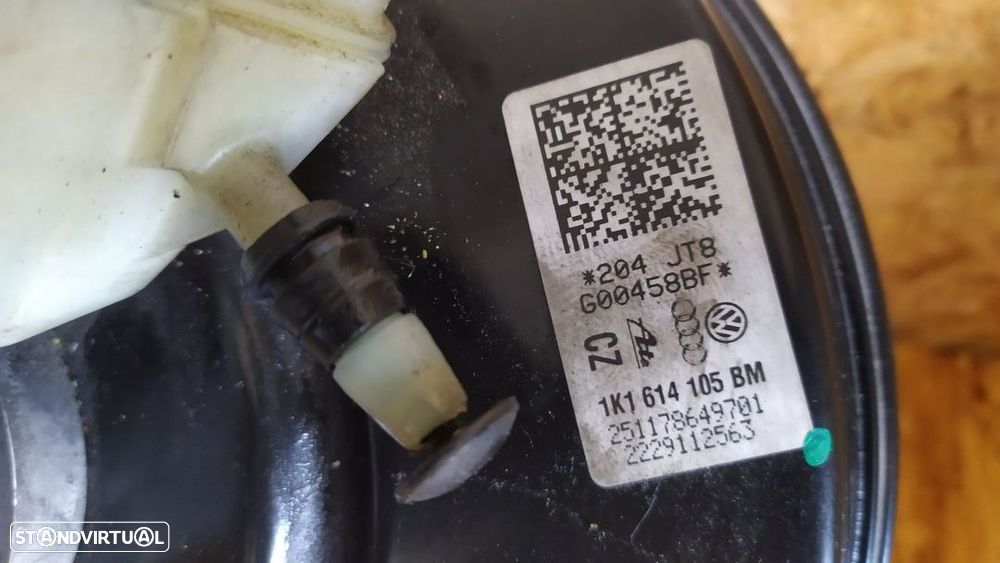 *204 JT8
G00458BF*
CZ
1K1 614 105 BM
251178649701
2229112563
STANDVIRTUAL